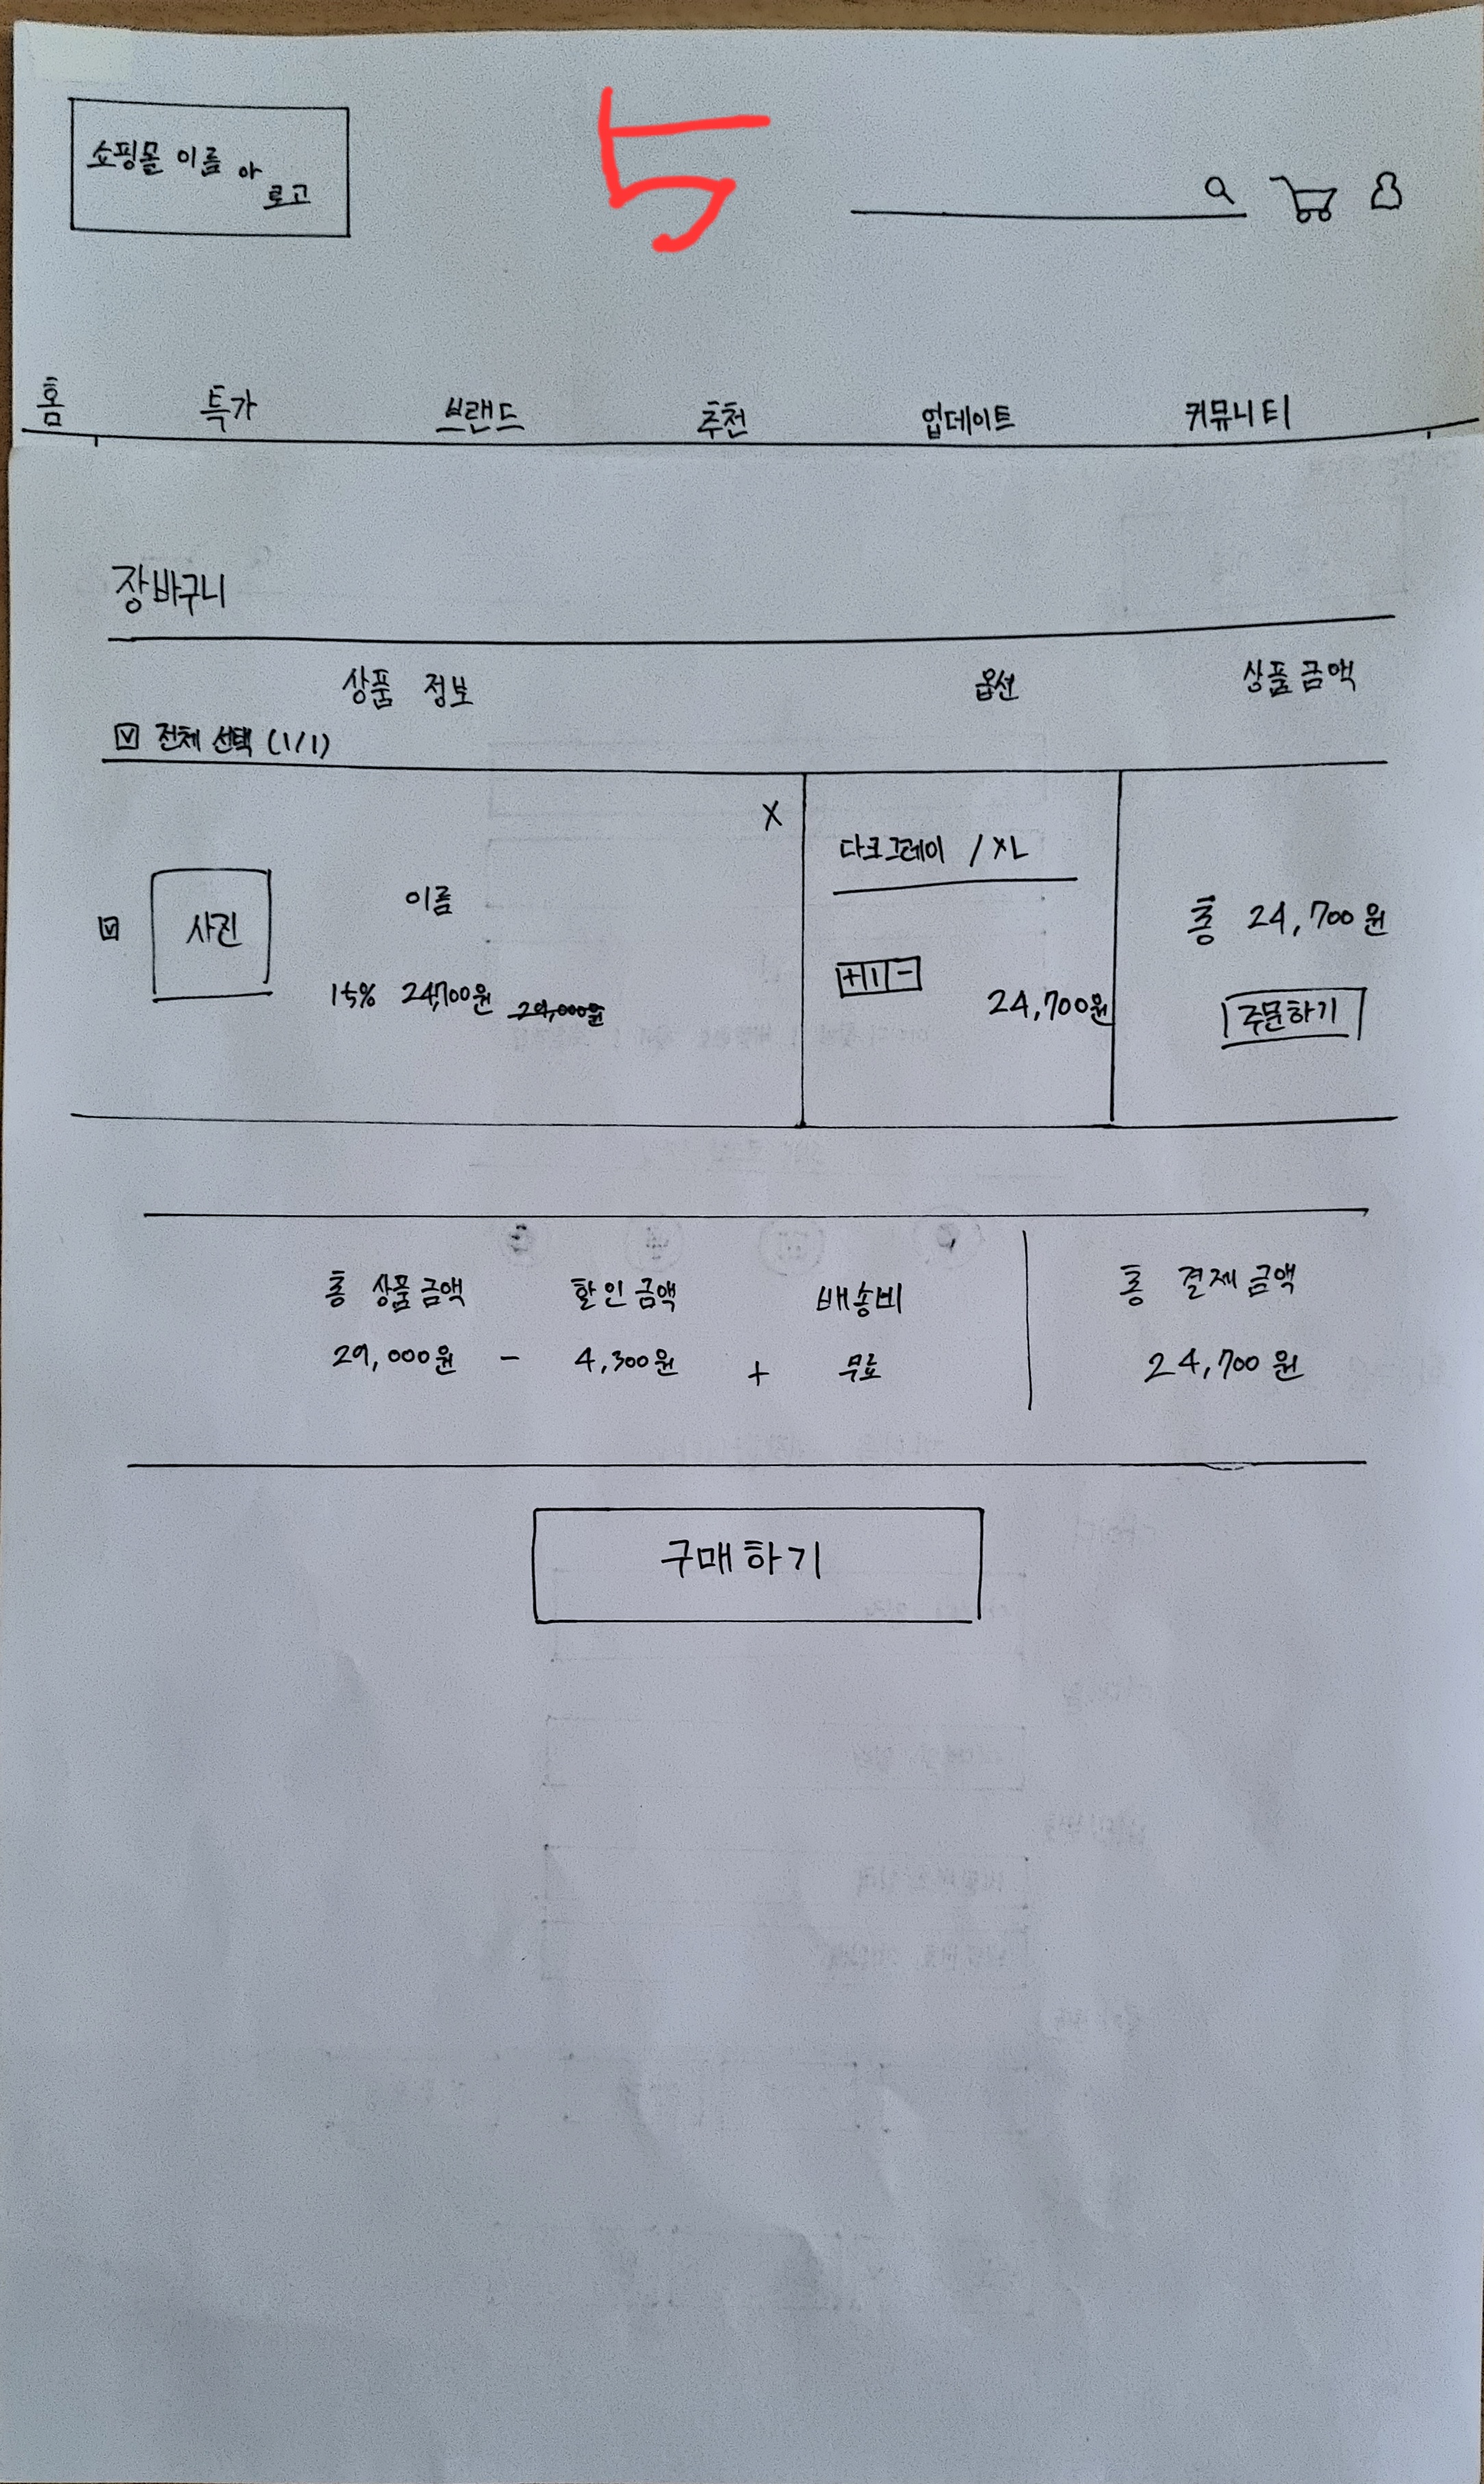 5
쇼핑몰 이름 아
로고
홈 특가 브랜드 추천 업데이트 커뮤니티
장바구니
상품 정보 옵션 상품 금액
전체 선택 (1/1)
X
다크그레이 / XL
사진 이름 총 24,700원
15% 24,700원 29,000원
+ 1 -
24,700원
주문하기
총 상품 금액 할인 금액 배송비 총 결제 금액
29,000원 - 4,300원 + 무료 24,700원
구매하기